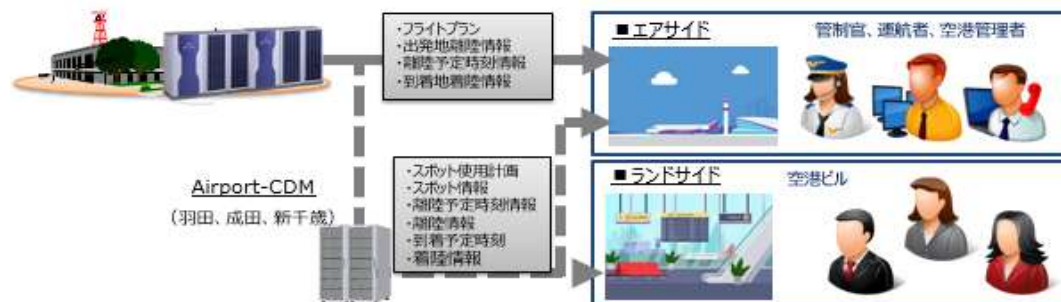 ・フライトプラン
・出発地離陸情報
・離陸予定時刻情報
・到着地着陸情報
■エアサイド
管制官、運航者、空港管理者
Airport-CDM
（羽田、成田、新千歳）
・スポット使用計画
・スポット情報
・離陸予定時刻情報
・離陸情報
・到着予定時刻
・着陸情報
■ランドサイド
空港ビル